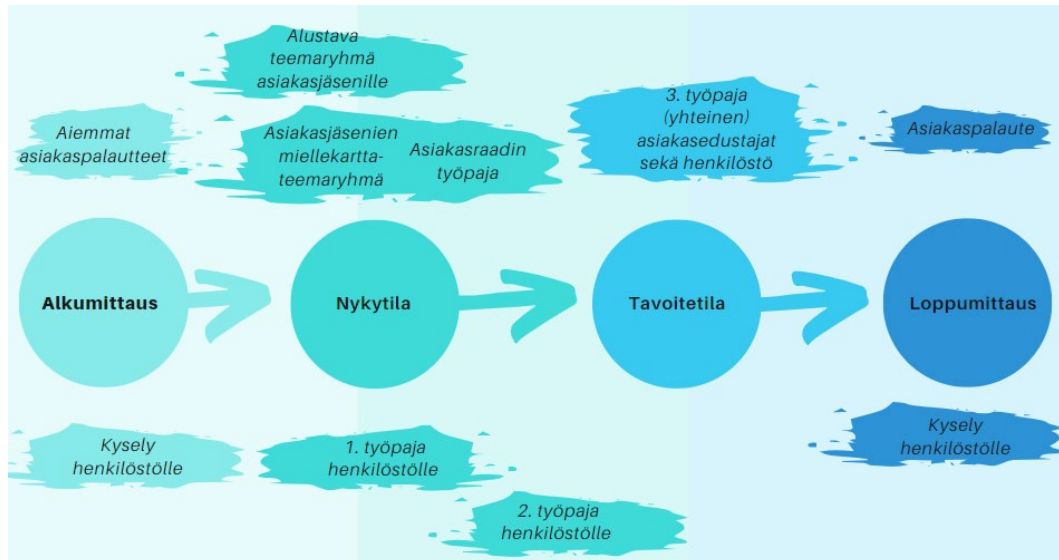 Alustava
teemaryhmä
asiakasjäsenille
Aiemmat
asiakaspalautteet
Asiakasjäsenien
miellekartta-
teemaryhmä
Asiakasraadin
työpaja
3. työpaja
(yhteinen)
asiakasedustajat
sekä henkilöstö
Asiakaspalaute
Alkumittaus
Nykytila
Tavoitetila
Loppumittaus
Kysely
henkilöstölle
1. työpaja
henkilöstölle
2. työpaja
henkilöstölle
Kysely
henkilöstölle